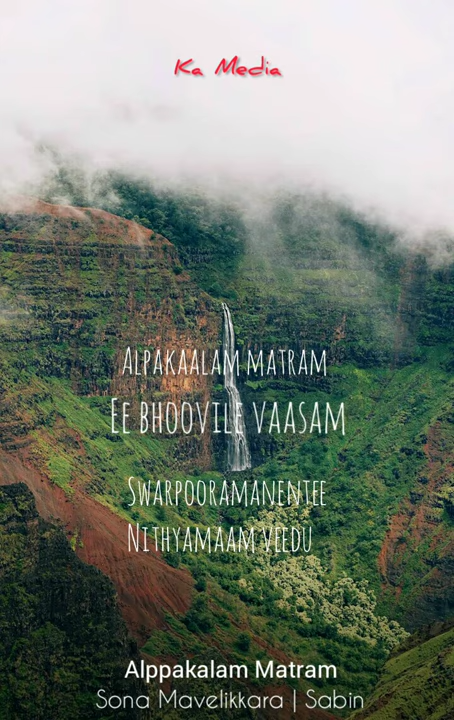 Ka Media
Alpakaalam matram
Ee bhoovile vaasam
Swarpooramanentee
Nithyamaam veedu
Alppakalam Matram
Sona Mavelikkara | Sabin